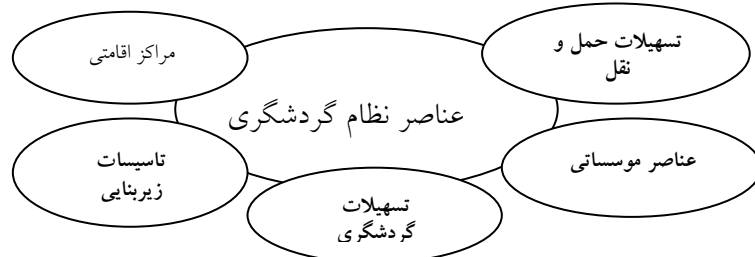 تسهیلات حمل و
نقل
مراکز اقامتی
عناصر نظام گردشگری
عناصر موسساتی
تاسیسات
زیربنایی
تسهیلات
گردشگری